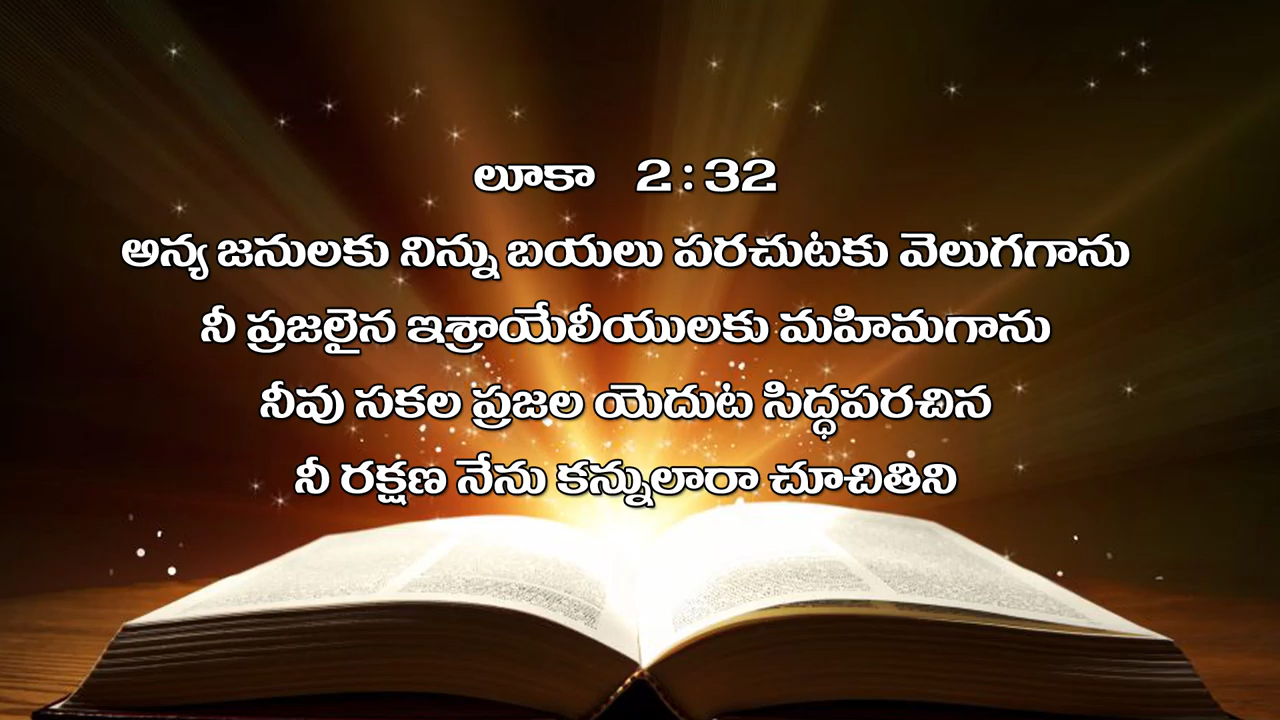 లూకా 2:32
అన్య జనులకు నిన్ను బయలు పరచుటకు వెలుగగాను
నీ ప్రజలైన ఇశ్రాయేలీయులకు మహిమగాను
నీవు సకల ప్రజల యెదుట సిద్ధపరచిన
నీ రక్షణ నేను కన్నులారా చూచితిని